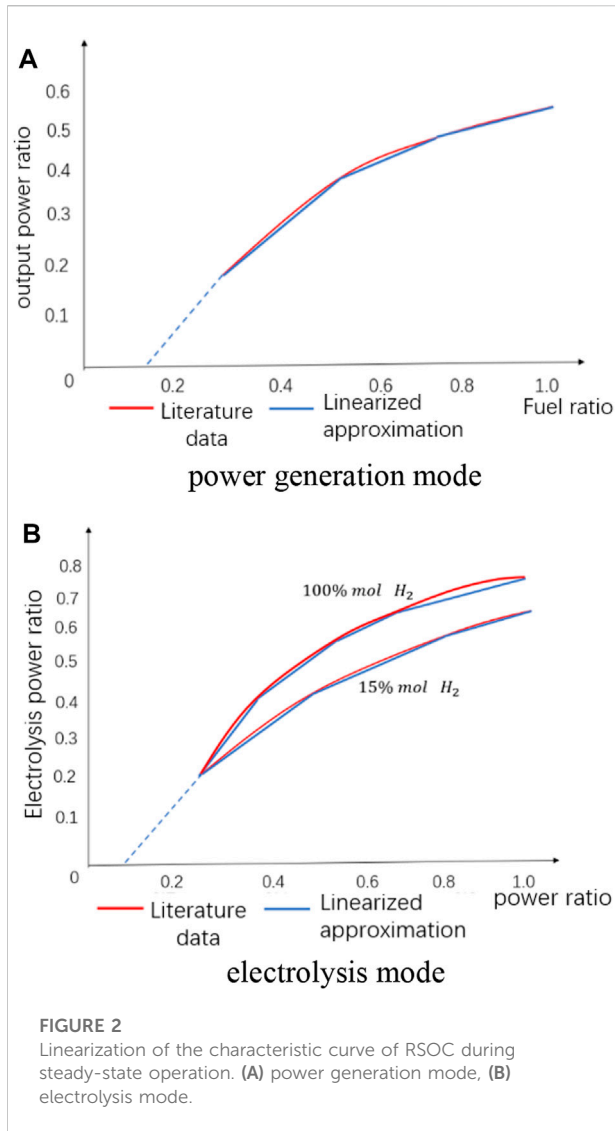 A
0.6
0.5
0.4
0.3
0.2
0.1
0
output power ratio
0.2 0.4 0.6 0.8 1.0
Fuel ratio
Literature data
Linearized approximation
power generation mode
B
0.8
0.7
0.6
0.5
0.4
0.3
0.2
0.1
0
Electrolysis power ratio
100% mol H₂
15% mol H₂
0.2 0.4 0.6 0.8 1.0
power ratio
Literature data
Linearized approximation
electrolysis mode
FIGURE 2
Linearization of the characteristic curve of RSOC during
steady-state operation. (A) power generation mode, (B)
electrolysis mode.